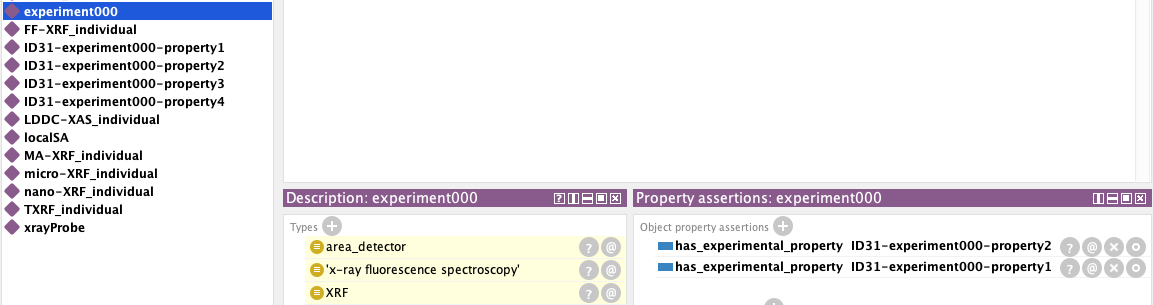 experiment000
FF-XRF_individual
ID31-experiment000-property1
ID31-experiment000-property2
ID31-experiment000-property3
ID31-experiment000-property4
LDDC-XAS_individual
localSA
MA-XRF_individual
micro-XRF_individual
nano-XRF_individual
TXRF_individual
xrayProbe
Description: experiment000
Types
area_detector
'x-ray fluorescence spectroscopy'
XRF
Property assertions: experiment000
Object property assertions
has_experimental_property ID31-experiment000-property2
has_experimental_property ID31-experiment000-property1